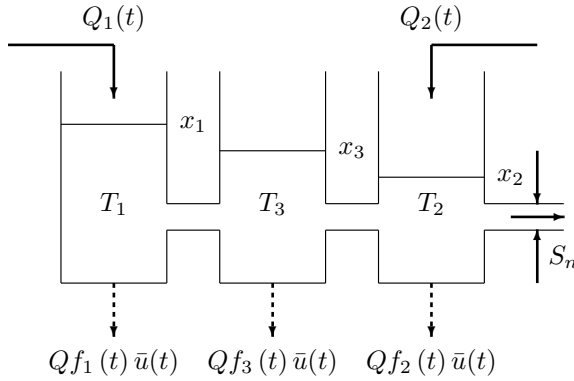 Q₁(t) Q₂(t)
x₁
x₃
x₂
T₁ T₃ T₂
Sₙ
Qf₁ (t) ū(t) Qf₃ (t) ū(t) Qf₂ (t) ū(t)